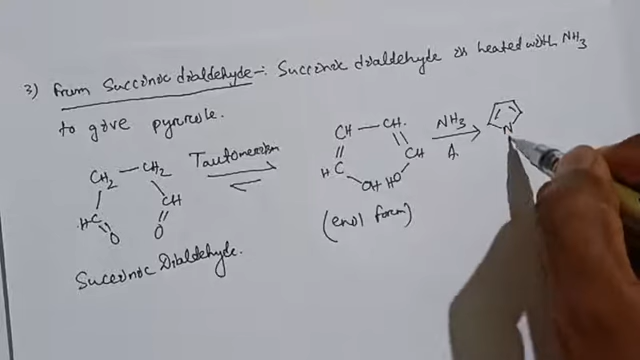 3) From Succinic dialdehyde-: Succinic dialdehyde is heated with NH3
to give pyrrole.
CH2 — CH2
HC
O
CH
O
Tautomerism
CH — CH
HC
OH HO
CH
NH3
Δ
N
(enol form)
Succinic Dialdehyde.